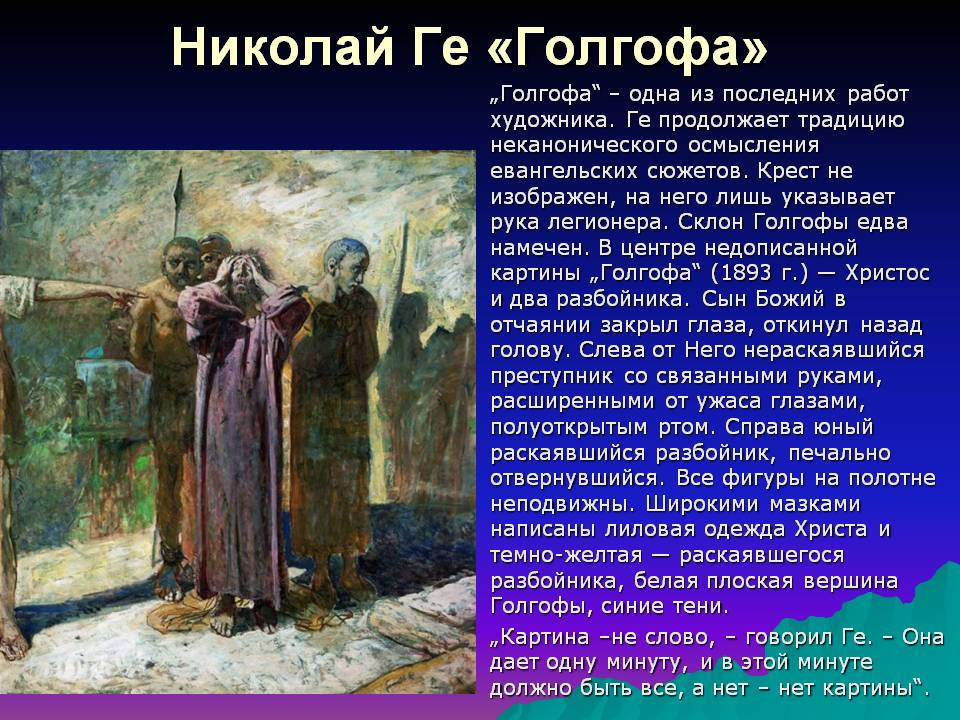 Николай Ге «Голгофа»
„Голгофа“ – одна из последних работ
художника. Ге продолжает традицию
неканонического осмысления
евангельских сюжетов. Крест не
изображен, на него лишь указывает
рука легионера. Склон Голгофы едва
намечен. В центре недописанной
картины „Голгофа“ (1893 г.) — Христос
и два разбойника. Сын Божий в
отчаянии закрыл глаза, откинул назад
голову. Слева от Него нераскаявшийся
преступник со связанными руками,
расширенными от ужаса глазами,
полуоткрытым ртом. Справа юный
раскаявшийся разбойник, печально
отвернувшийся. Все фигуры на полотне
неподвижны. Широкими мазками
написаны лиловая одежда Христа и
темно-желтая — раскаявшегося
разбойника, белая плоская вершина
Голгофы, синие тени.
„Картина –не слово, – говорил Ге. – Она
дает одну минуту, и в этой минуте
должно быть все, а нет – нет картины“.